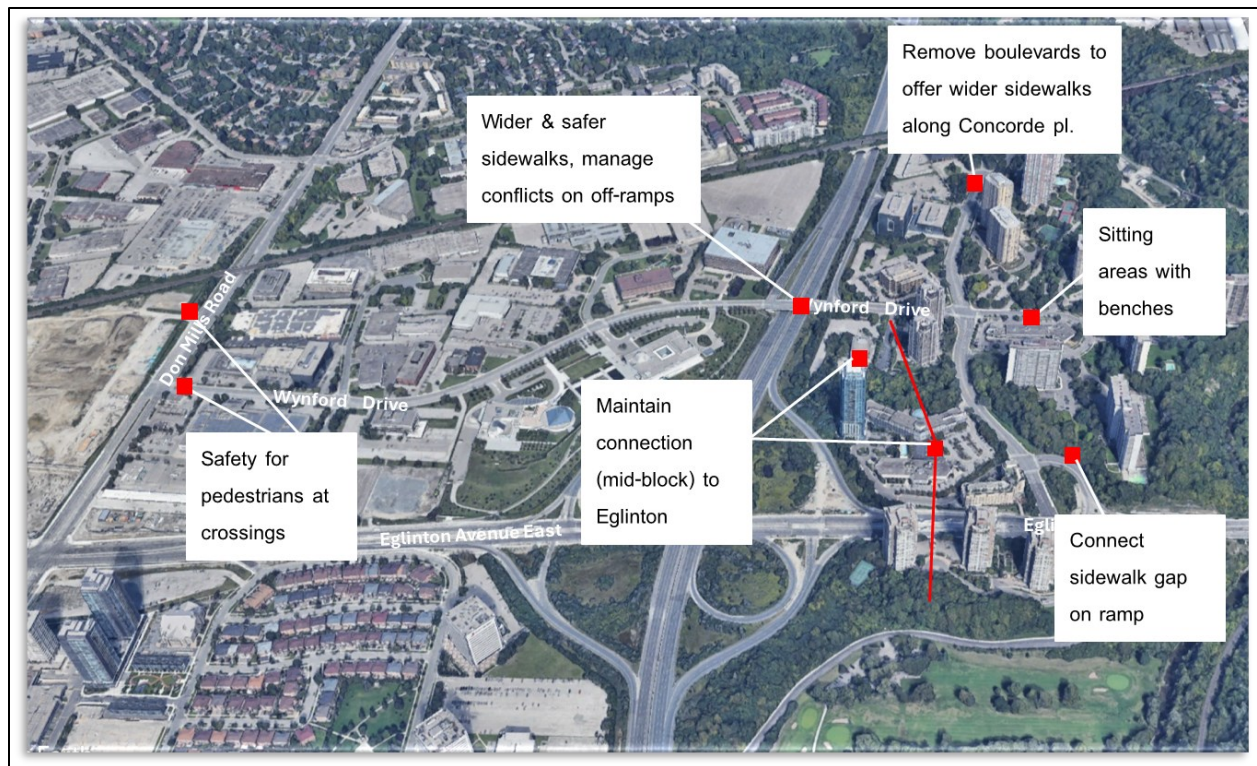 Remove boulevards to
offer wider sidewalks
along Concorde pl.
Wider & safer
sidewalks, manage
conflicts on off-ramps
Sitting
areas with
benches
Don Mills Road
Wynford Drive
Wynford Drive
Maintain
connection
(mid-block) to
Eglinton
Safety for
pedestrians at
crossings
Eglinton Avenue East
Connect
sidewalk gap
on ramp